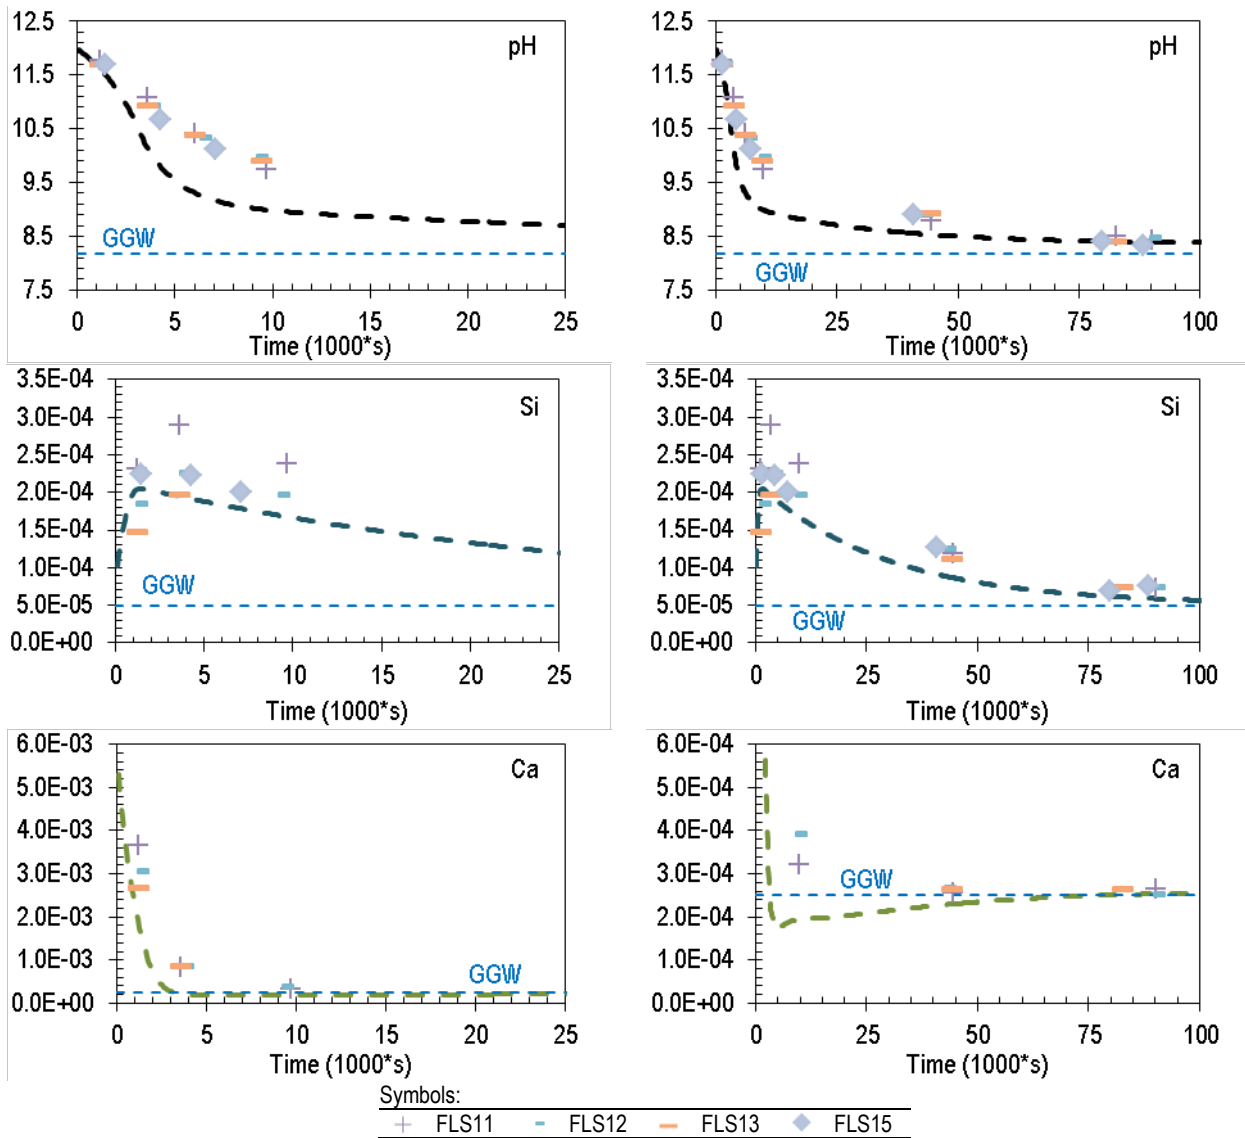 12.5
11.5
10.5
9.5
8.5
7.5
pH
GGW
0 5 10 15 20 25
Time (1000*s)
12.5
11.5
10.5
9.5
8.5
7.5
pH
GGW
0 25 50 75 100
Time (1000*s)
3.5E-04
3.0E-04
2.5E-04
2.0E-04
1.5E-04
1.0E-04
5.0E-05
0.0E+00
Si
GGW
0 5 10 15 20 25
Time (1000*s)
3.5E-04
3.0E-04
2.5E-04
2.0E-04
1.5E-04
1.0E-04
5.0E-05
0.0E+00
Si
GGW
0 25 50 75 100
Time (1000*s)
6.0E-03
5.0E-03
4.0E-03
3.0E-03
2.0E-03
1.0E-03
0.0E+00
Ca
GGW
0 5 10 15 20 25
Time (1000*s)
6.0E-04
5.0E-04
4.0E-04
3.0E-04
2.0E-04
1.0E-04
0.0E+00
Ca
GGW
0 25 50 75 100
Time (1000*s)
Symbols:
FLS11 FLS12 FLS13 FLS15